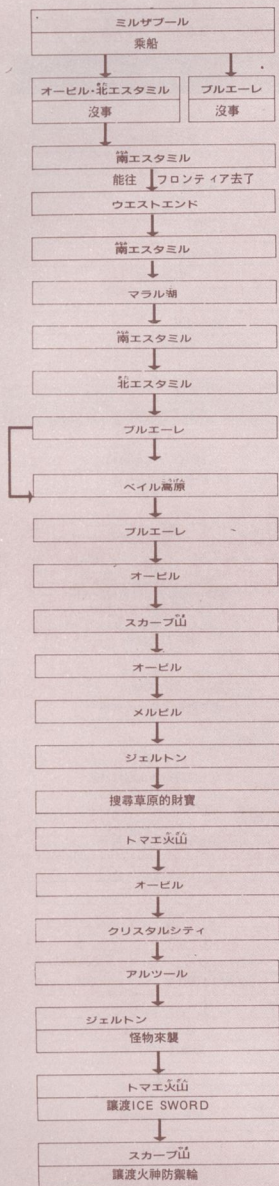 ミルザブール
乗船
オービル・北エスタミル
沒事
ブルエーレ
沒事
南エスタミル
能往 フロンティア去了
ウエストエンド
南エスタミル
マラル湖
南エスタミル
北エスタミル
ブルエーレ
ベイル高原
ブルエーレ
オービル
スカーブ山
オービル
メルビル
ジェルトン
搜尋草原的財寶
トマエ火山
オービル
クリスタルシティ
アルツール
ジェルトン
怪物來襲
トマエ火山
讓渡ICE SWORD
スカーブ山
讓渡火神防禦輪